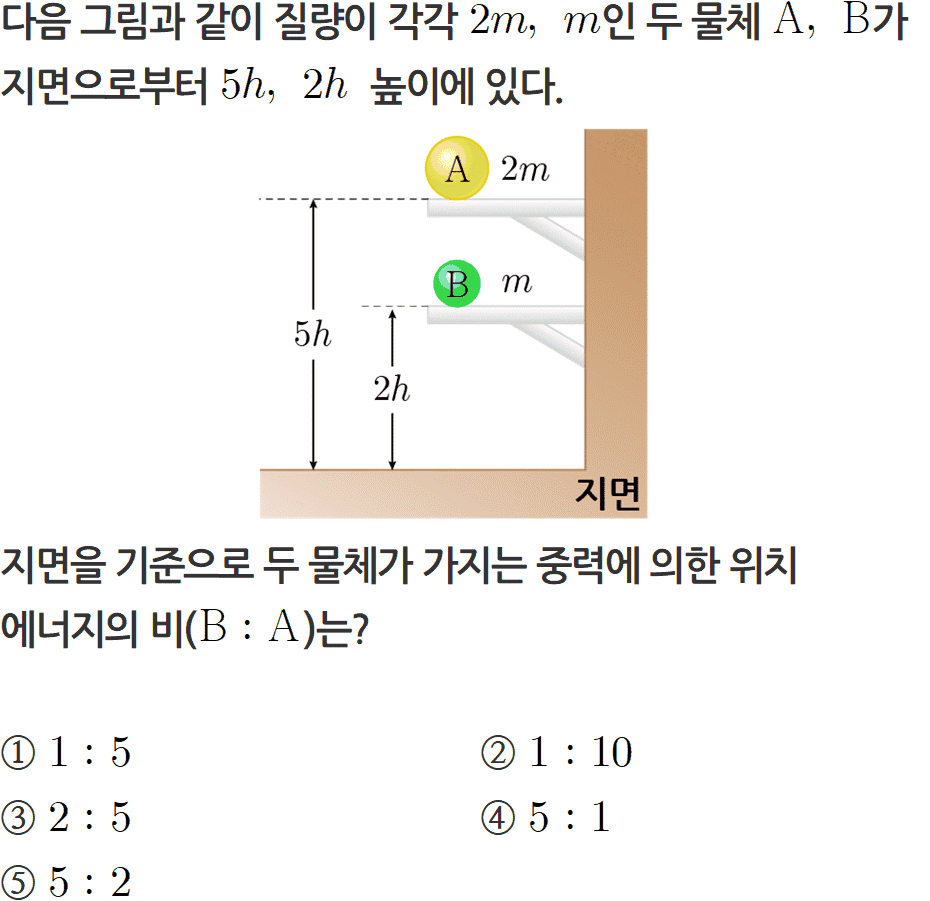 다음 그림과 같이 질량이 각각 2m, m인 두 물체 A, B가
지면으로부터 5h, 2h 높이에 있다.
A 2m
B m
5h
2h
지면
지면을 기준으로 두 물체가 가지는 중력에 의한 위치
에너지의 비(B : A)는?
① 1 : 5 ② 1 : 10
③ 2 : 5 ④ 5 : 1
⑤ 5 : 2